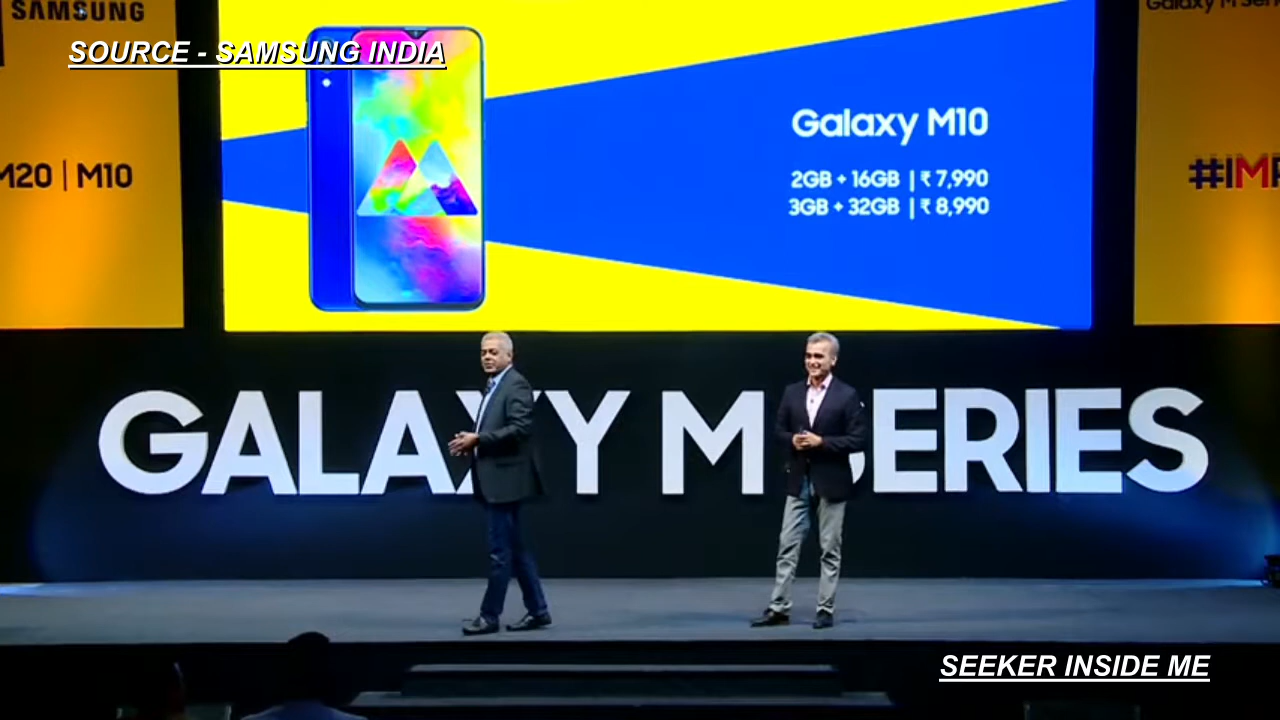 SAMSUNG
Galaxy M
SOURCE - SAMSUNG INDIA
Galaxy M10
M20 | M10
2GB + 16GB | ₹ 7,990
3GB + 32GB | ₹ 8,990
GALAXY M SERIES
SEEKER INSIDE ME